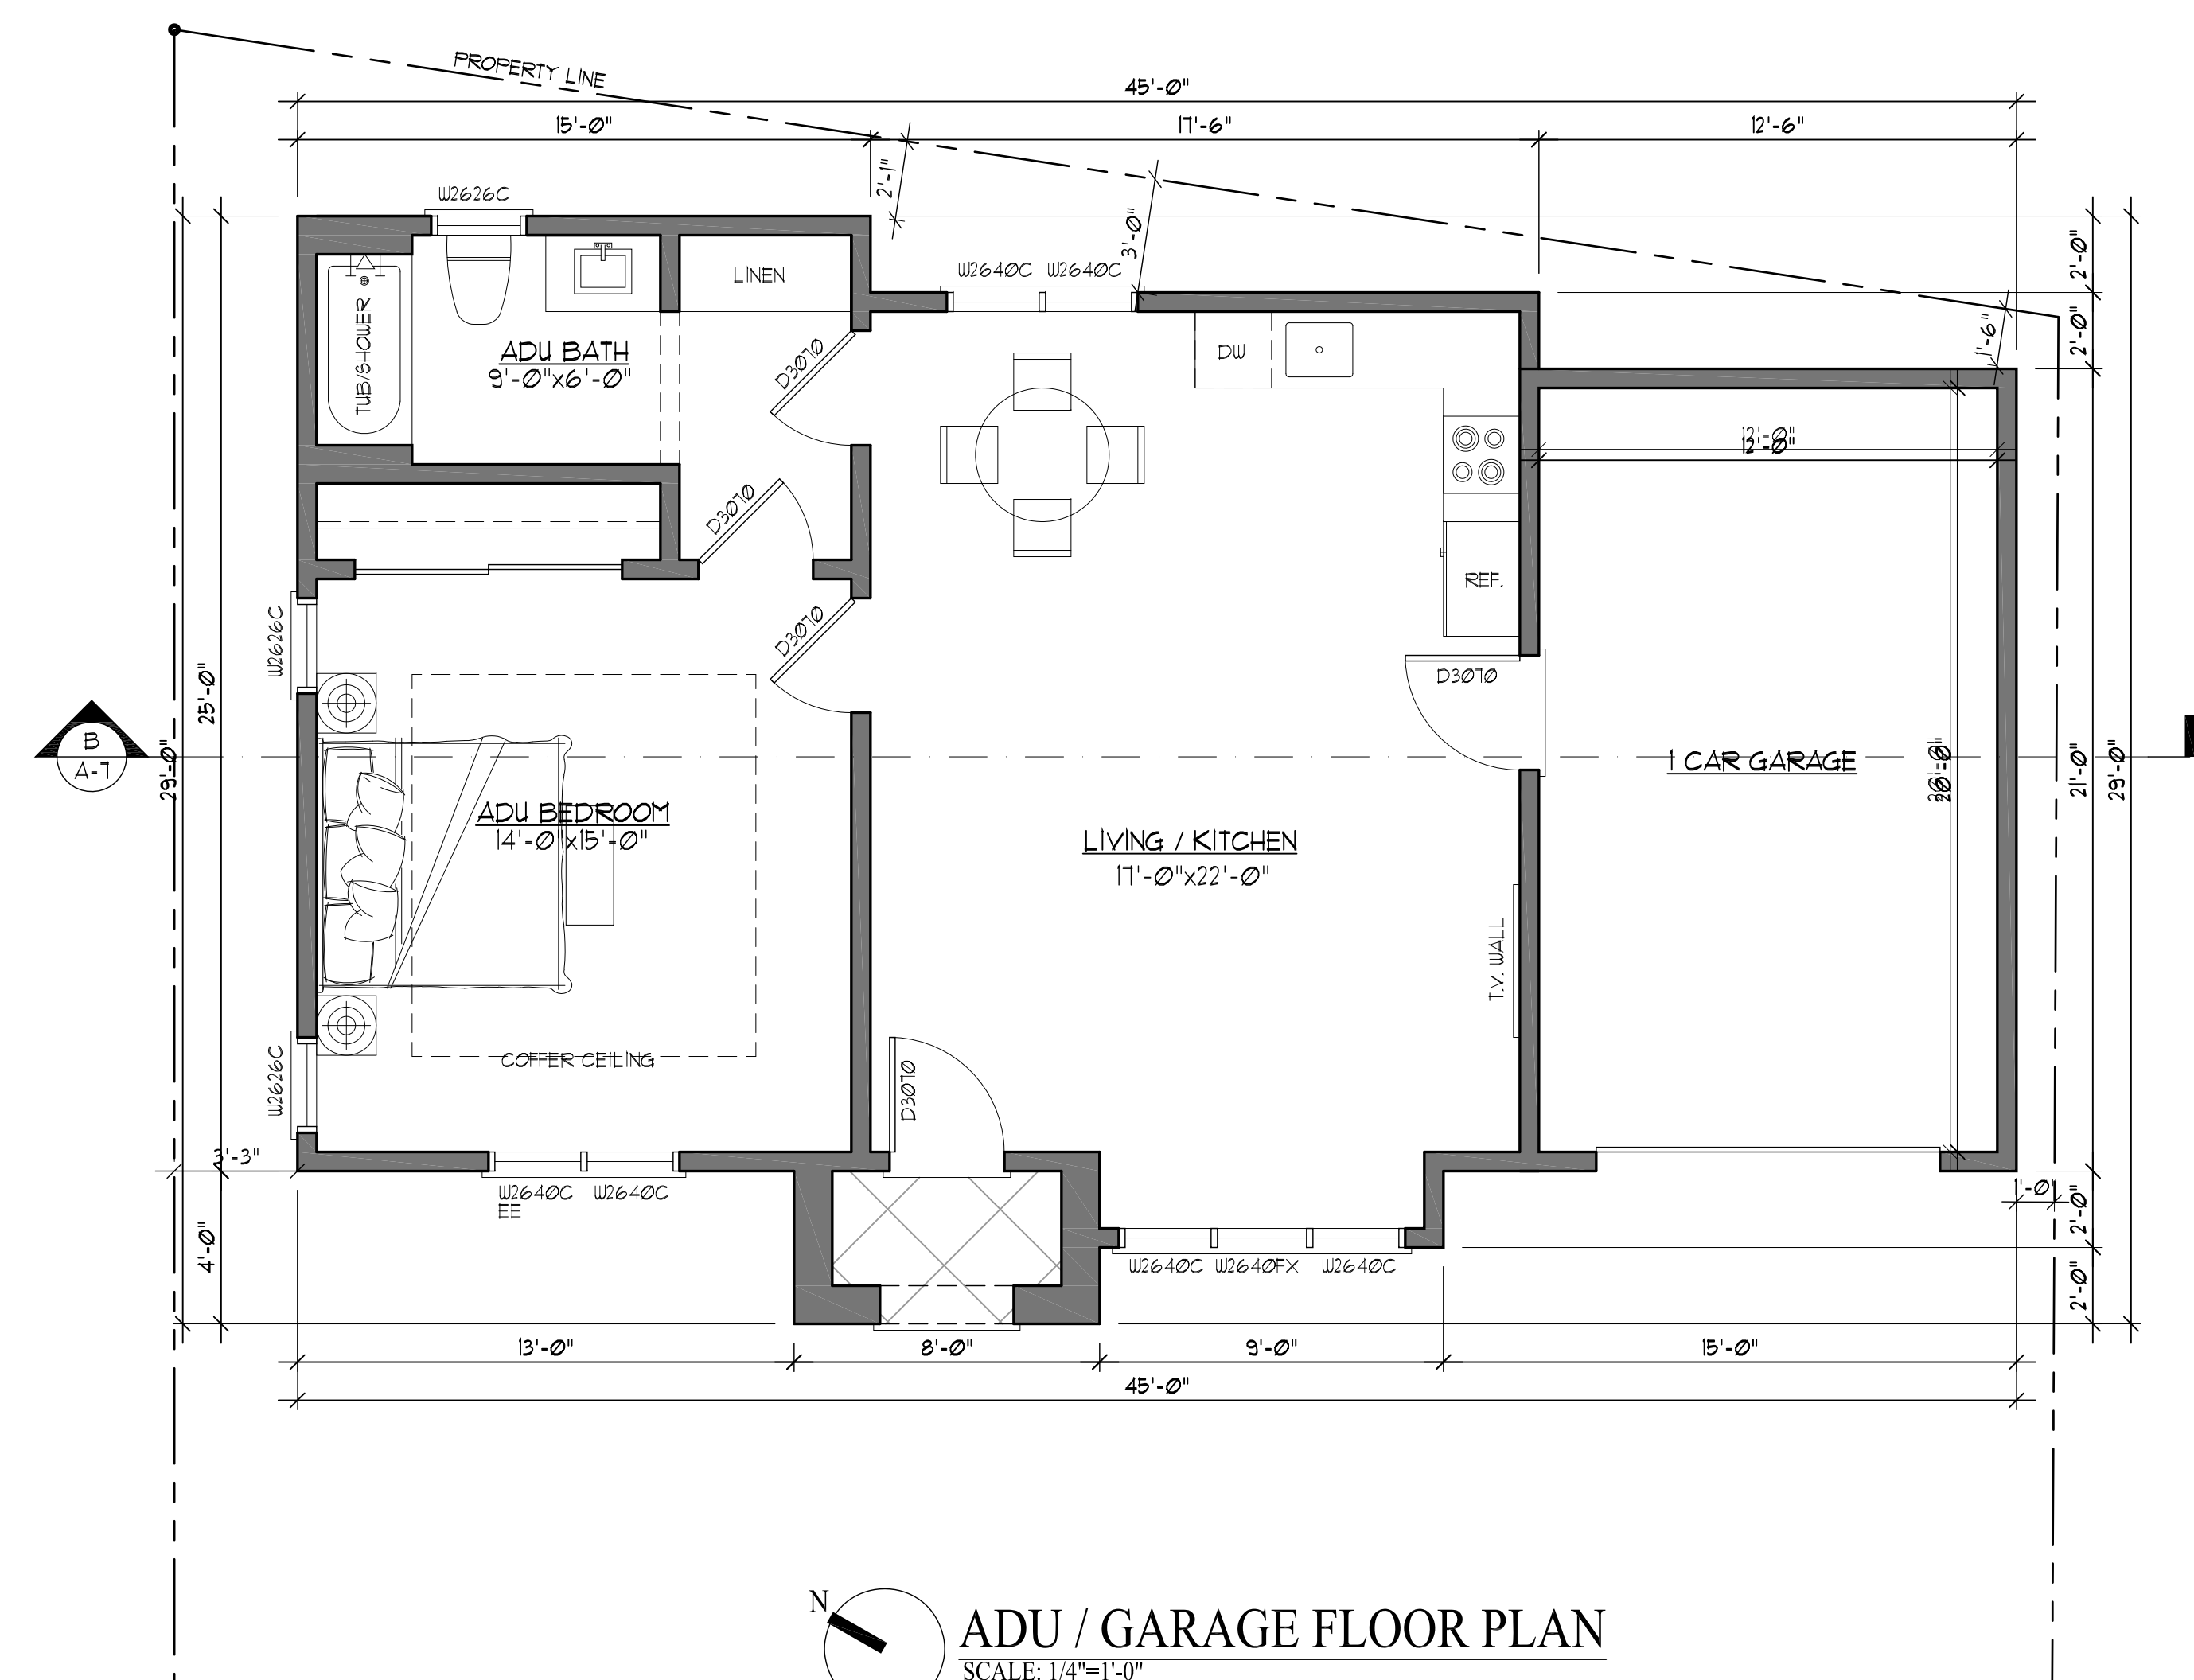 PROPERTY LINE
45'-0"
15'-0"
17'-6"
12'-6"
2'-1"
3'-0"
W2626C
W2640C W2640C
2'-0"
2'-0"
1'-6"
LINEN
TUB/SHOWER
ADU BATH
9'-0"x6'-0"
D3070
DW
12'-0"
12'-0"
D3070
REF.
D3070
W2626C
D3070
25'-0"
29'-0"
B
A-7
1 CAR GARAGE
20'-0"
21'-0"
29'-0"
ADU BEDROOM
14'-0"x15'-0"
LIVING / KITCHEN
17'-0"x22'-0"
T.V. WALL
COFFER CEILING
W2626C
D3070
3'-3"
W2640C W2640C
EE
1'-0"
2'-0"
4'-0"
W2640C W2640FX W2640C
2'-0"
13'-0"
8'-0"
9'-0"
15'-0"
45'-0"
N
ADU / GARAGE FLOOR PLAN
SCALE: 1/4"=1'-0"